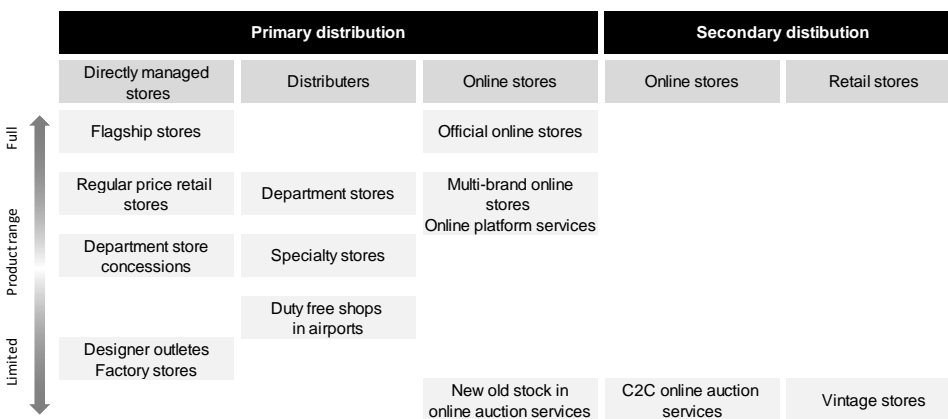 Primary distribution
Secondary distibution
Directly managed
stores
Distributers
Online stores
Online stores
Retail stores
Full
Product range
Limited
Flagship stores
Official online stores
Regular price retail
stores
Department stores
Multi-brand online
stores
Online platform services
Department store
concessions
Specialty stores
Duty free shops
in airports
Designer outletes
Factory stores
New old stock in
online auction services
C2C online auction
services
Vintage stores